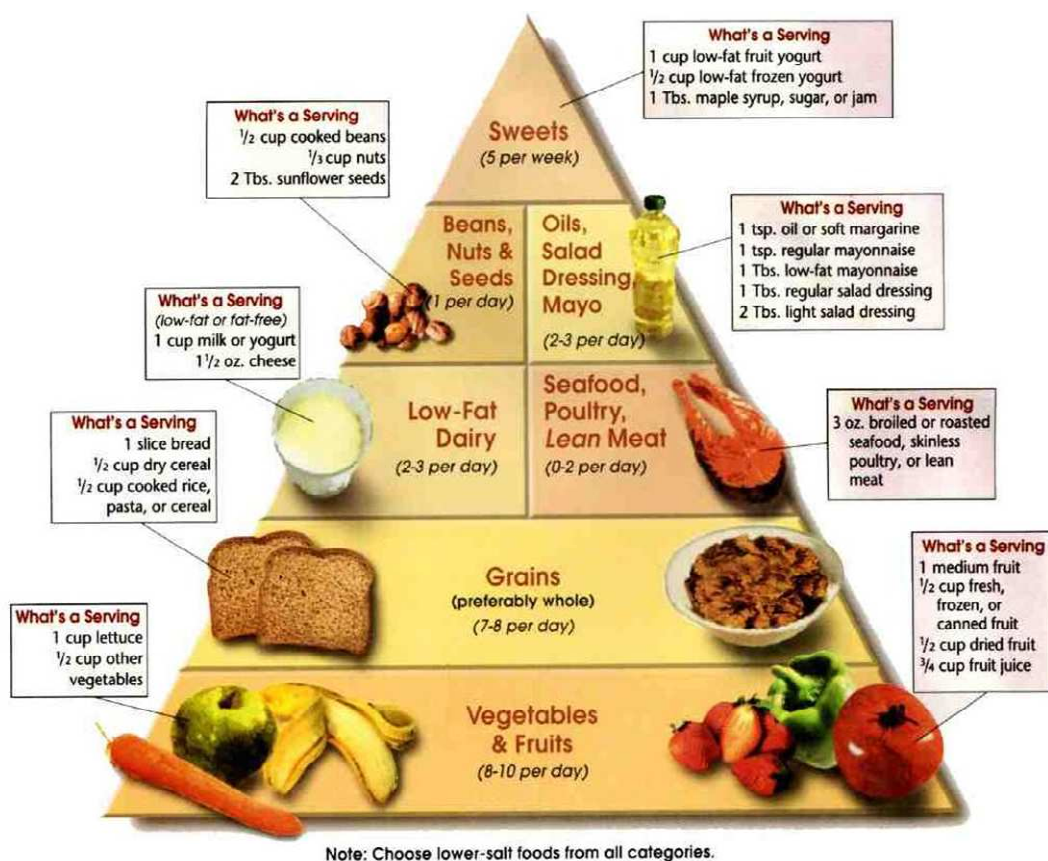 What's a Serving
1 cup low-fat fruit yogurt
½ cup low-fat frozen yogurt
1 Tbs. maple syrup, sugar, or jam
Sweets
(5 per week)
What's a Serving
½ cup cooked beans
⅓ cup nuts
2 Tbs. sunflower seeds
Beans,
Nuts &
Seeds
(1 per day)
Oils,
Salad
Dressing,
Mayo
(2-3 per day)
What's a Serving
1 tsp. oil or soft margarine
1 tsp. regular mayonnaise
1 Tbs. low-fat mayonnaise
1 Tbs. regular salad dressing
2 Tbs. light salad dressing
What's a Serving
(low-fat or fat-free)
1 cup milk or yogurt
1½ oz. cheese
Low-Fat
Dairy
(2-3 per day)
Seafood,
Poultry,
Lean Meat
(0-2 per day)
What's a Serving
3 oz. broiled or roasted
seafood, skinless
poultry, or lean
meat
What's a Serving
1 slice bread
½ cup dry cereal
½ cup cooked rice,
pasta, or cereal
Grains
(preferably whole)
(7-8 per day)
What's a Serving
1 medium fruit
½ cup fresh,
frozen, or
canned fruit
½ cup dried fruit
¾ cup fruit juice
What's a Serving
1 cup lettuce
½ cup other
vegetables
Vegetables
& Fruits
(8-10 per day)
Note: Choose lower-salt foods from all categories.